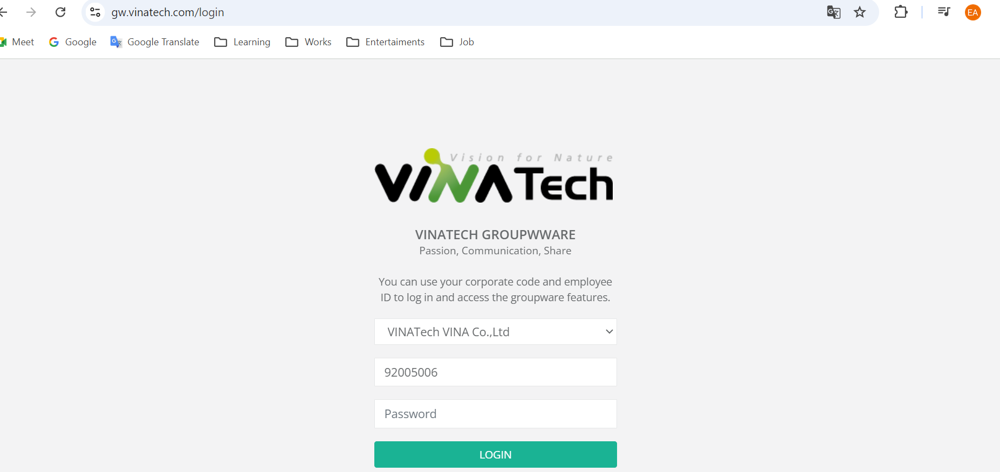 gw.vinatech.com/login
EA
Meet Google Google Translate Learning Works Entertaiments Job
Vision for Nature
VINATech
VINATECH GROUPWWARE
Passion, Communication, Share
You can use your corporate code and employee
ID to log in and access the groupware features.
VINATech VINA Co.,Ltd
92005006
Password
LOGIN